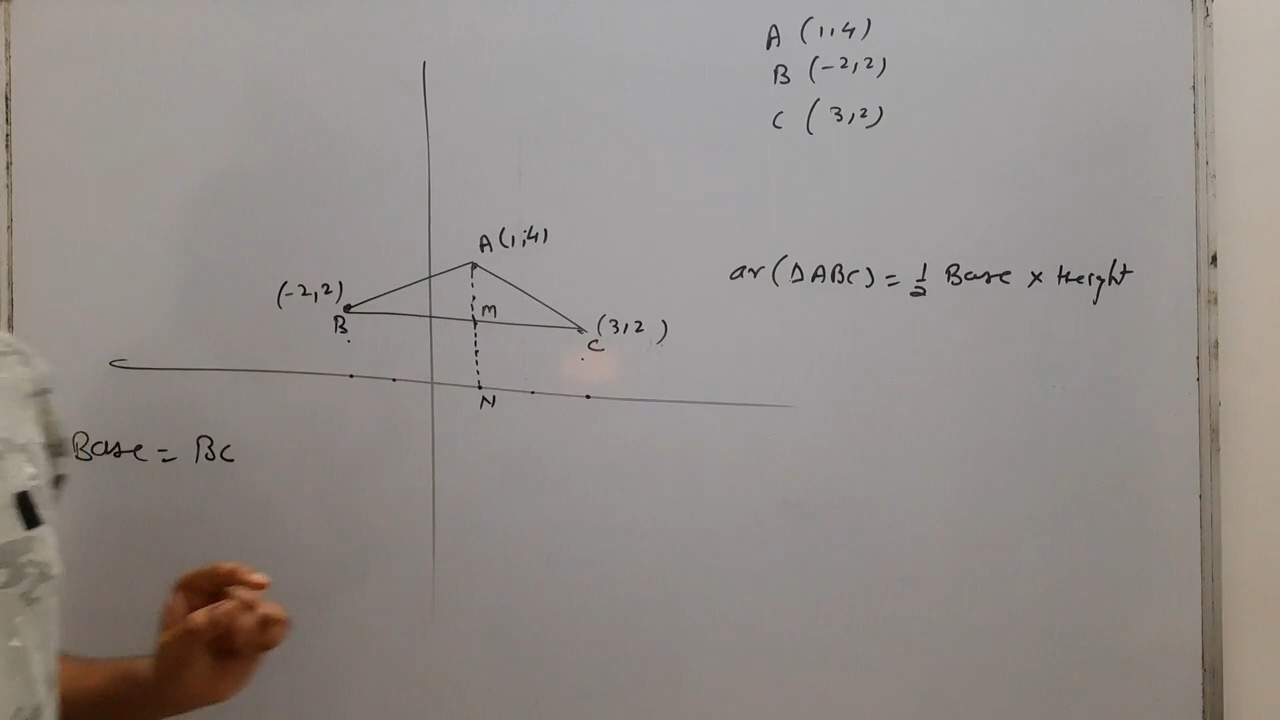 A (1,4)
B (-2,2)
C (3,2)
A (1,4)
(-2,2)
B
M
(3,2)
C
N
ar (ΔABC) = 1/2 Base × Height
Base = BC